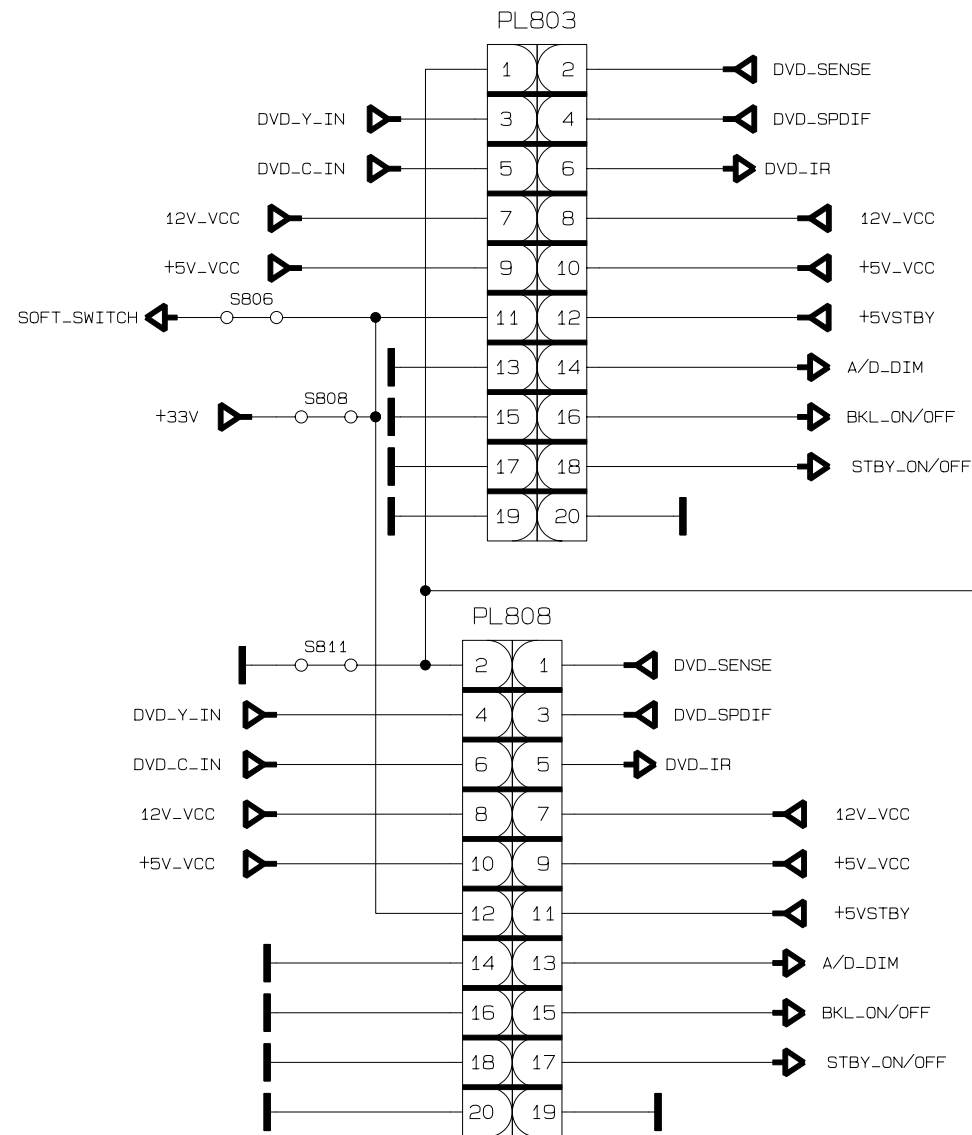 PL803
1 2 DVD_SENSE
DVD_Y_IN 3 4 DVD_SPDIF
DVD_C_IN 5 6 DVD_IR
12V_VCC 7 8 12V_VCC
+5V_VCC 9 10 +5V_VCC
S806
SOFT_SWITCH 11 12 +5VSTBY
13 14 A/D_DIM
S808
+33V 15 16 BKL_ON/OFF
17 18 STBY_ON/OFF
19 20
PL808
S811
2 1 DVD_SENSE
DVD_Y_IN 4 3 DVD_SPDIF
DVD_C_IN 6 5 DVD_IR
12V_VCC 8 7 12V_VCC
+5V_VCC 10 9 +5V_VCC
12 11 +5VSTBY
14 13 A/D_DIM
16 15 BKL_ON/OFF
18 17 STBY_ON/OFF
20 19